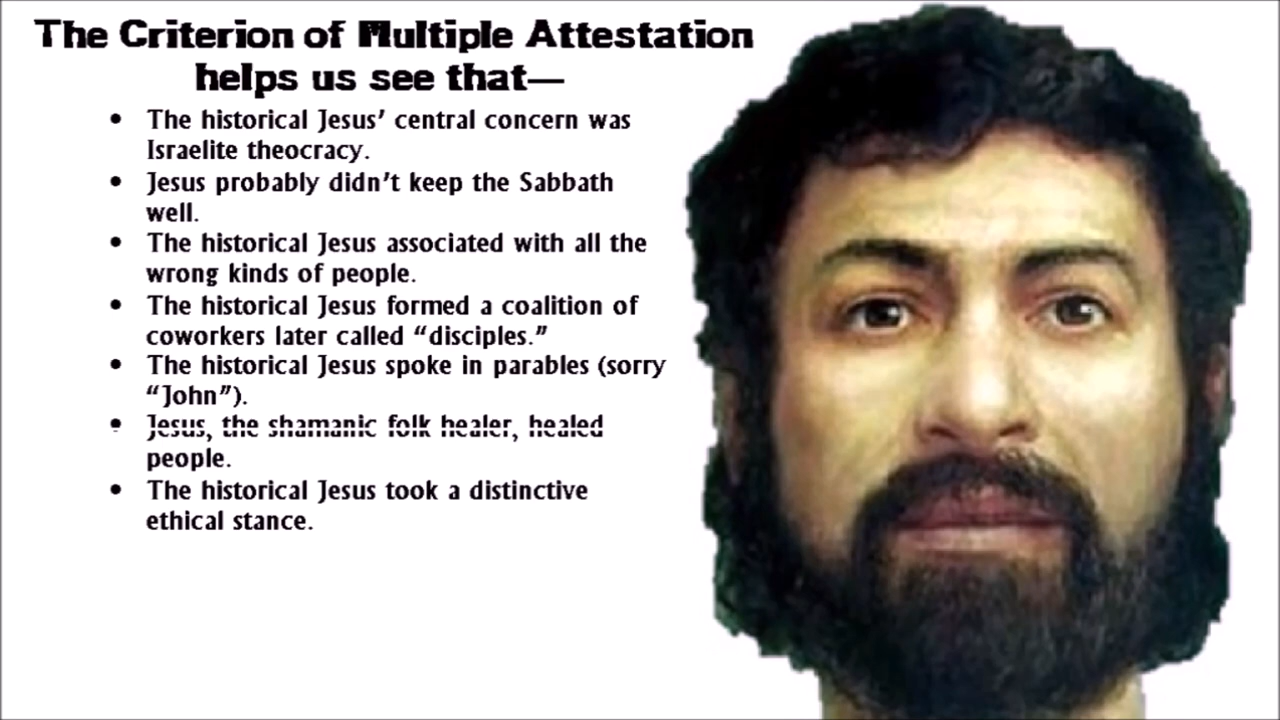 The Criterion of Multiple Attestation
helps us see that—
• The historical Jesus’ central concern was
Israelite theocracy.
• Jesus probably didn’t keep the Sabbath
well.
• The historical Jesus associated with all the
wrong kinds of people.
• The historical Jesus formed a coalition of
coworkers later called “disciples.”
• The historical Jesus spoke in parables (sorry
“John”).
• Jesus, the shamanic folk healer, healed
people.
• The historical Jesus took a distinctive
ethical stance.